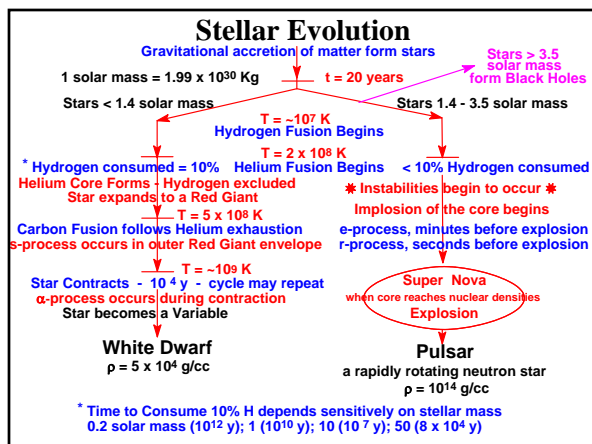 Stellar Evolution
Gravitational accretion of matter form stars
Stars > 3.5
solar mass
form Black Holes
1 solar mass = 1.99 x 10³⁰ Kg
t = 20 years
Stars < 1.4 solar mass
Stars 1.4 - 3.5 solar mass
T = ~10⁷ K
Hydrogen Fusion Begins
T = 2 x 10⁸ K
* Hydrogen consumed = 10%
Helium Fusion Begins
< 10% Hydrogen consumed
Helium Core Forms - Hydrogen excluded
Star expands to a Red Giant
✷ Instabilities begin to occur ✷
Implosion of the core begins
T = 5 x 10⁸ K
Carbon Fusion follows Helium exhaustion
s-process occurs in outer Red Giant envelope
e-process, minutes before explosion
r-process, seconds before explosion
T = ~10⁹ K
Star Contracts - 10⁴ y - cycle may repeat
α-process occurs during contraction
Star becomes a Variable
Super Nova
when core reaches nuclear densities
Explosion
White Dwarf
ρ = 5 x 10⁴ g/cc
Pulsar
a rapidly rotating neutron star
ρ = 10¹⁴ g/cc
* Time to Consume 10% H depends sensitively on stellar mass
0.2 solar mass (10¹² y); 1 (10¹⁰ y); 10 (10⁷ y); 50 (8 x 10⁴ y)